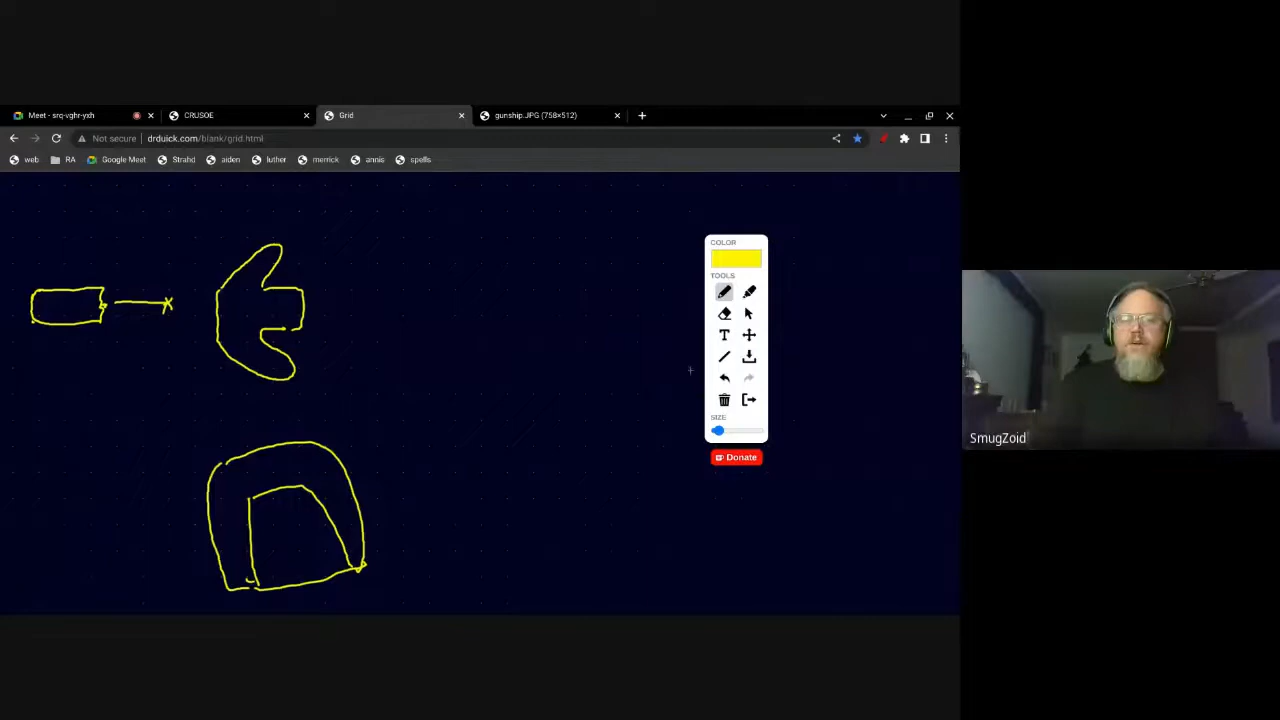 Meet - srq-vghr-yxh
CRUSOE
Grid
gunship.JPG (758×512)
Not secure
drduick.com/blank/grid.html
web
RA
Google Meet
Strahd
aiden
luther
merrick
annis
spells
COLOR
TOOLS
T
SIZE
Donate
SmugZoid